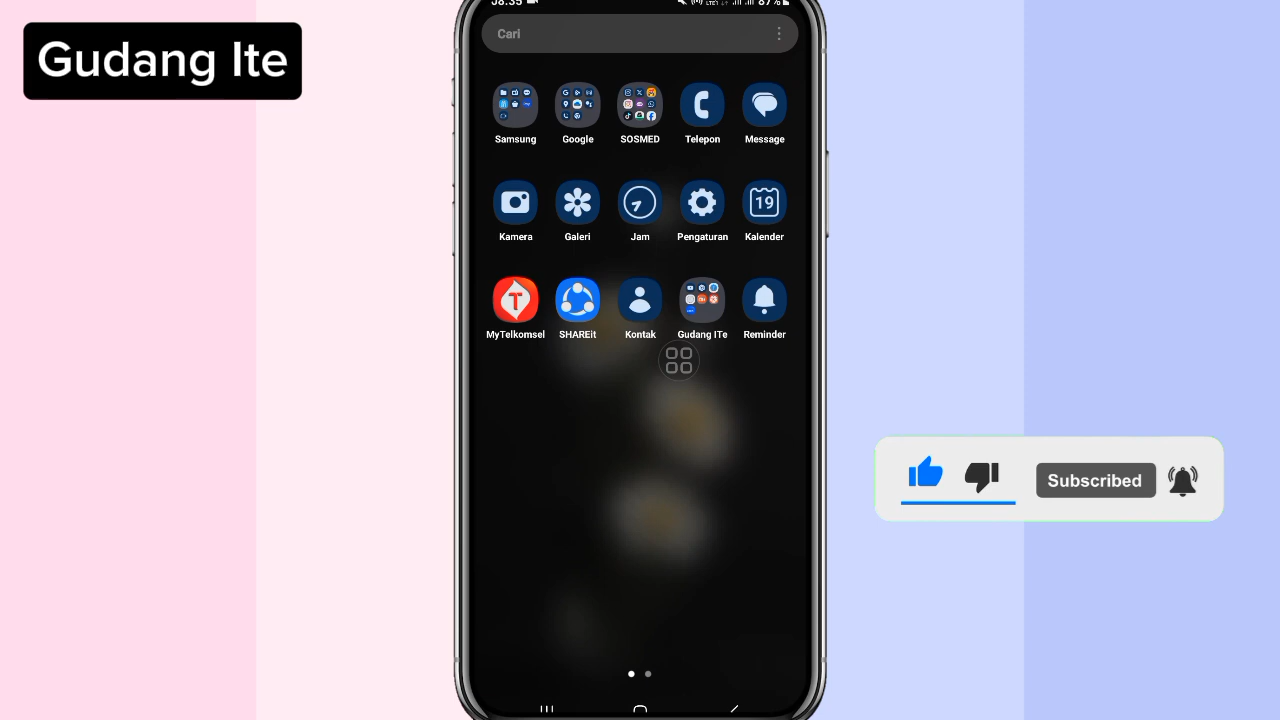 Gudang Ite
Cari
Samsung
Google
SOSMED
Telepon
Message
Kamera
Galeri
Jam
Pengaturan
19
Kalender
T
MyTelkomsel
SHAREit
Kontak
Gudang ITe
Reminder
Subscribed